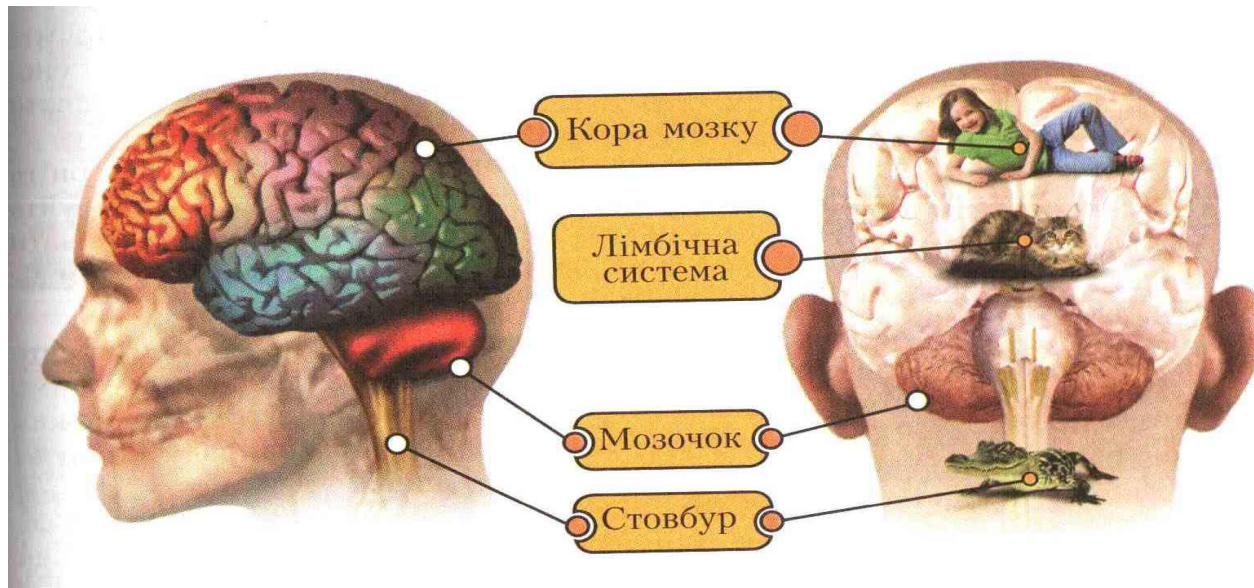 Кора мозку
Лімбічна
система
Мозочок
Стовбур